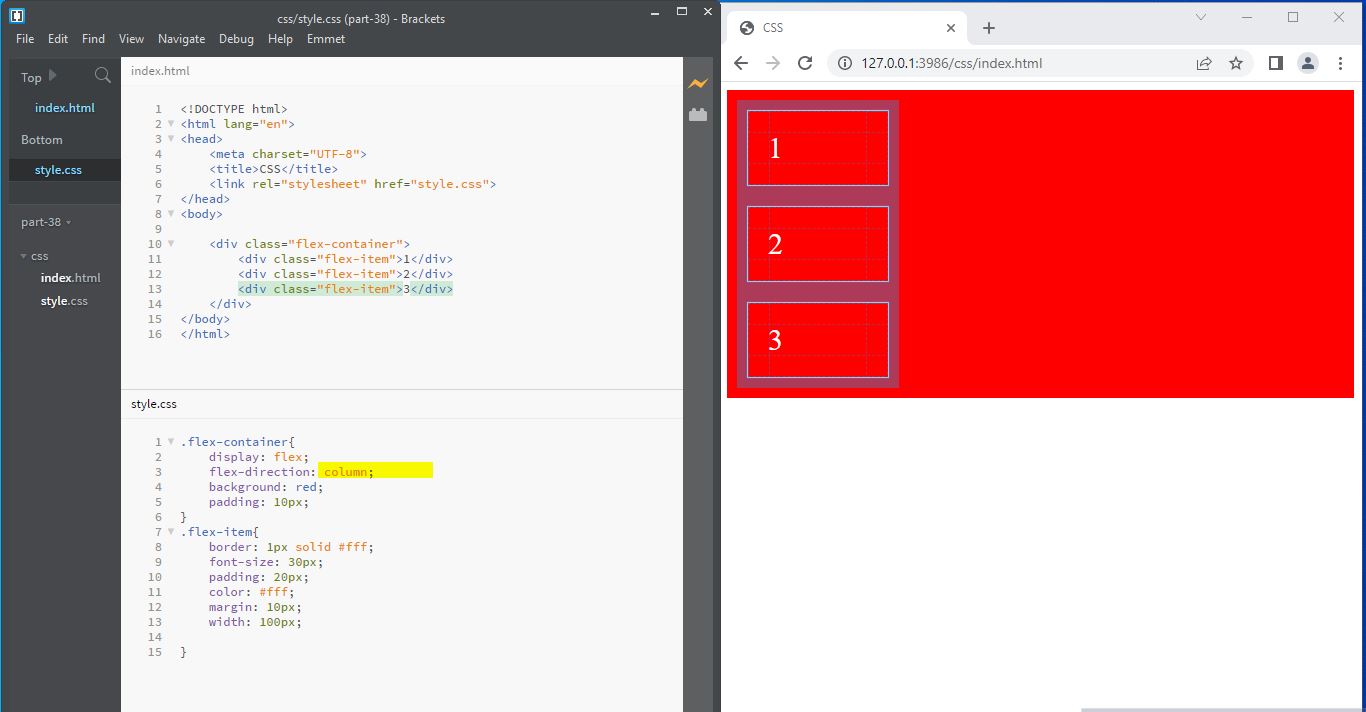 css/style.css (part-38) - Brackets
File Edit Find View Navigate Debug Help Emmet
Top
index.html
Bottom
style.css
part-38
css
index.html
style.css
index.html
1 <!DOCTYPE html>
2 <html lang="en">
3 <head>
4 <meta charset="UTF-8">
5 <title>CSS</title>
6 <link rel="stylesheet" href="style.css">
7 </head>
8 <body>
9
10 <div class="flex-container">
11 <div class="flex-item">1</div>
12 <div class="flex-item">2</div>
13 <div class="flex-item">3</div>
14 </div>
15 </body>
16 </html>
style.css
1 .flex-container{
2 display: flex;
3 flex-direction: column;
4 background: red;
5 padding: 10px;
6 }
7 .flex-item{
8 border: 1px solid #fff;
9 font-size: 30px;
10 padding: 20px;
11 color: #fff;
12 margin: 10px;
13 width: 100px;
14
15 }
CSS
127.0.0.1:3986/css/index.html
1
2
3